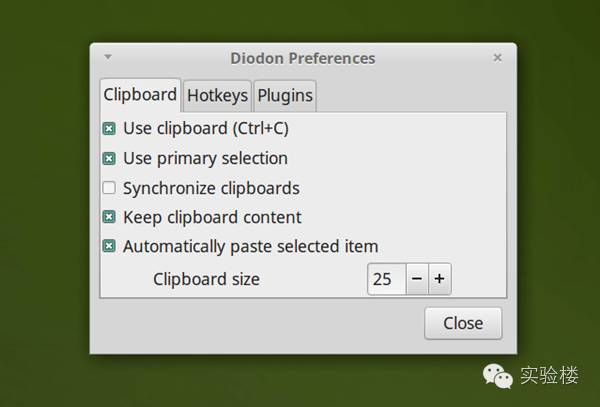 Diodon Preferences
Clipboard Hotkeys Plugins
Use clipboard (Ctrl+C)
Use primary selection
Synchronize clipboards
Keep clipboard content
Automatically paste selected item
Clipboard size 25 − +
Close
实验楼